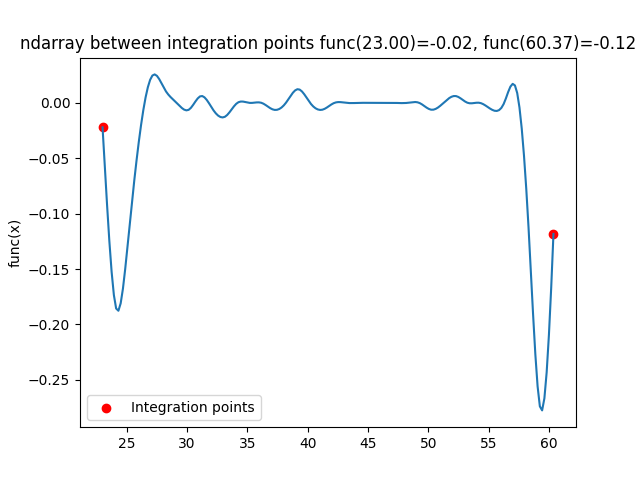 ndarray between integration points func(23.00)=-0.02, func(60.37)=-0.12
func(x)
0.00
−0.05
−0.10
−0.15
−0.20
−0.25
Integration points
25 30 35 40 45 50 55 60